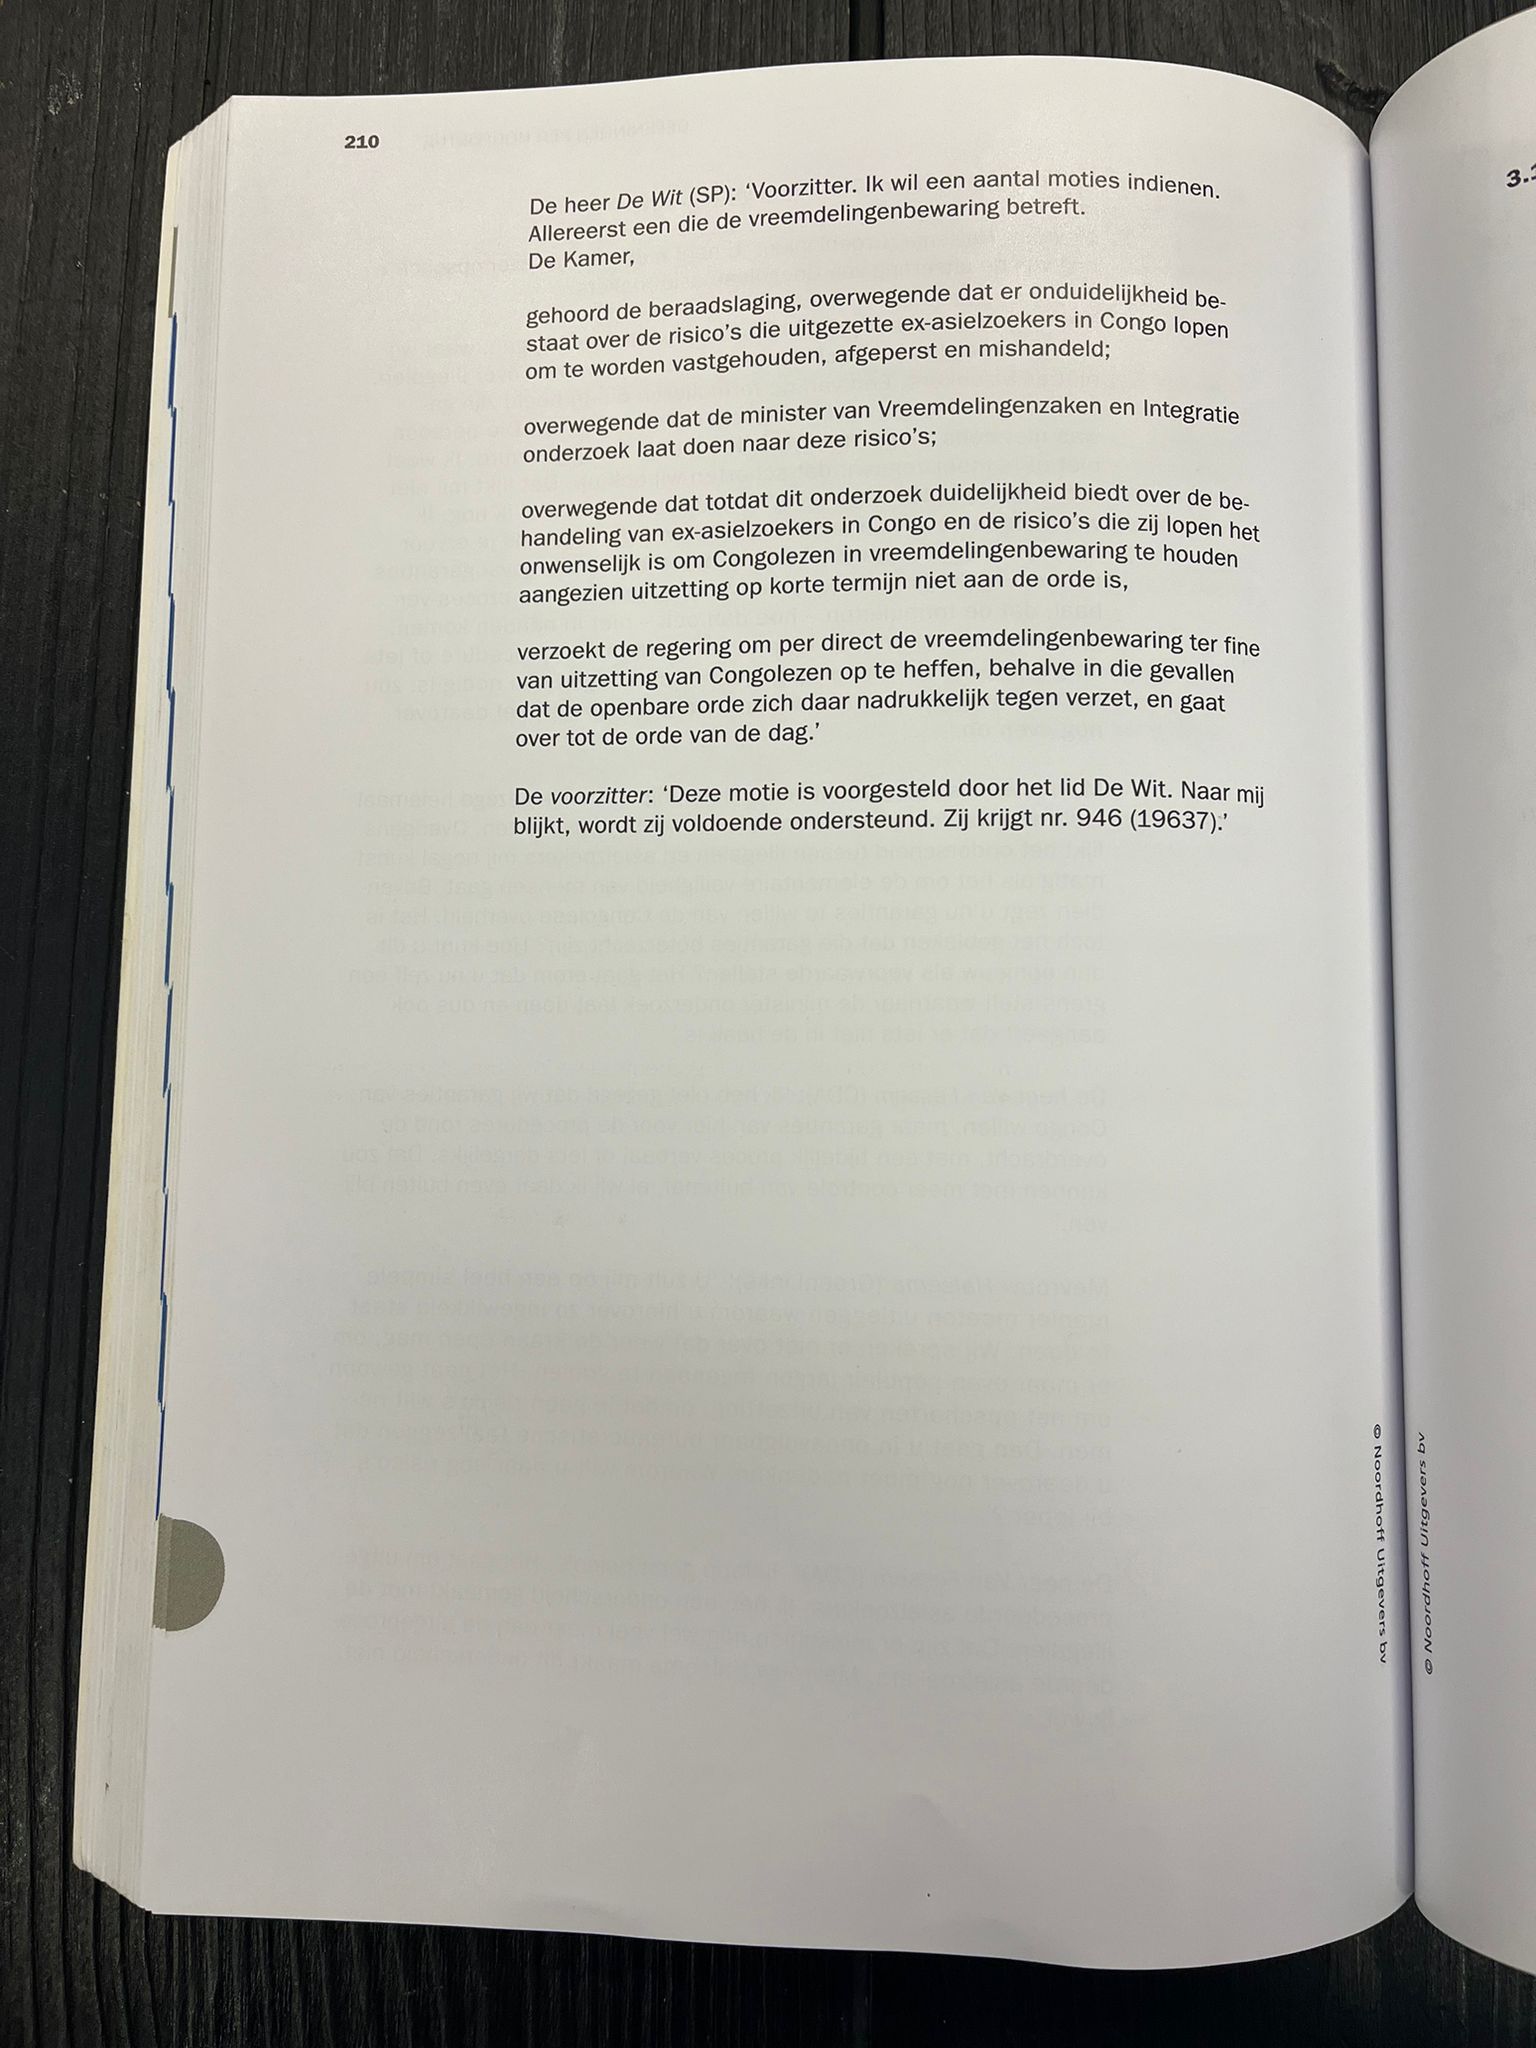 210
De heer De Wit (SP): ‘Voorzitter. Ik wil een aantal moties indienen.
Allereerst een die de vreemdelingenbewaring betreft.
De Kamer,
gehoord de beraadslaging, overwegende dat er onduidelijkheid be-
staat over de risico’s die uitgezette ex-asielzoekers in Congo lopen
om te worden vastgehouden, afgeperst en mishandeld;
overwegende dat de minister van Vreemdelingenzaken en Integratie
onderzoek laat doen naar deze risico’s;
overwegende dat totdat dit onderzoek duidelijkheid biedt over de be-
handeling van ex-asielzoekers in Congo en de risico’s die zij lopen het
onwenselijk is om Congolezen in vreemdelingenbewaring te houden
aangezien uitzetting op korte termijn niet aan de orde is,
verzoekt de regering om per direct de vreemdelingenbewaring ter fine
van uitzetting van Congolezen op te heffen, behalve in die gevallen
dat de openbare orde zich daar nadrukkelijk tegen verzet, en gaat
over tot de orde van de dag.’
De voorzitter: ‘Deze motie is voorgesteld door het lid De Wit. Naar mij
blijkt, wordt zij voldoende ondersteund. Zij krijgt nr. 946 (19637).’
© Noordhoff Uitgevers bv
© Noordhoff Uitgevers bv